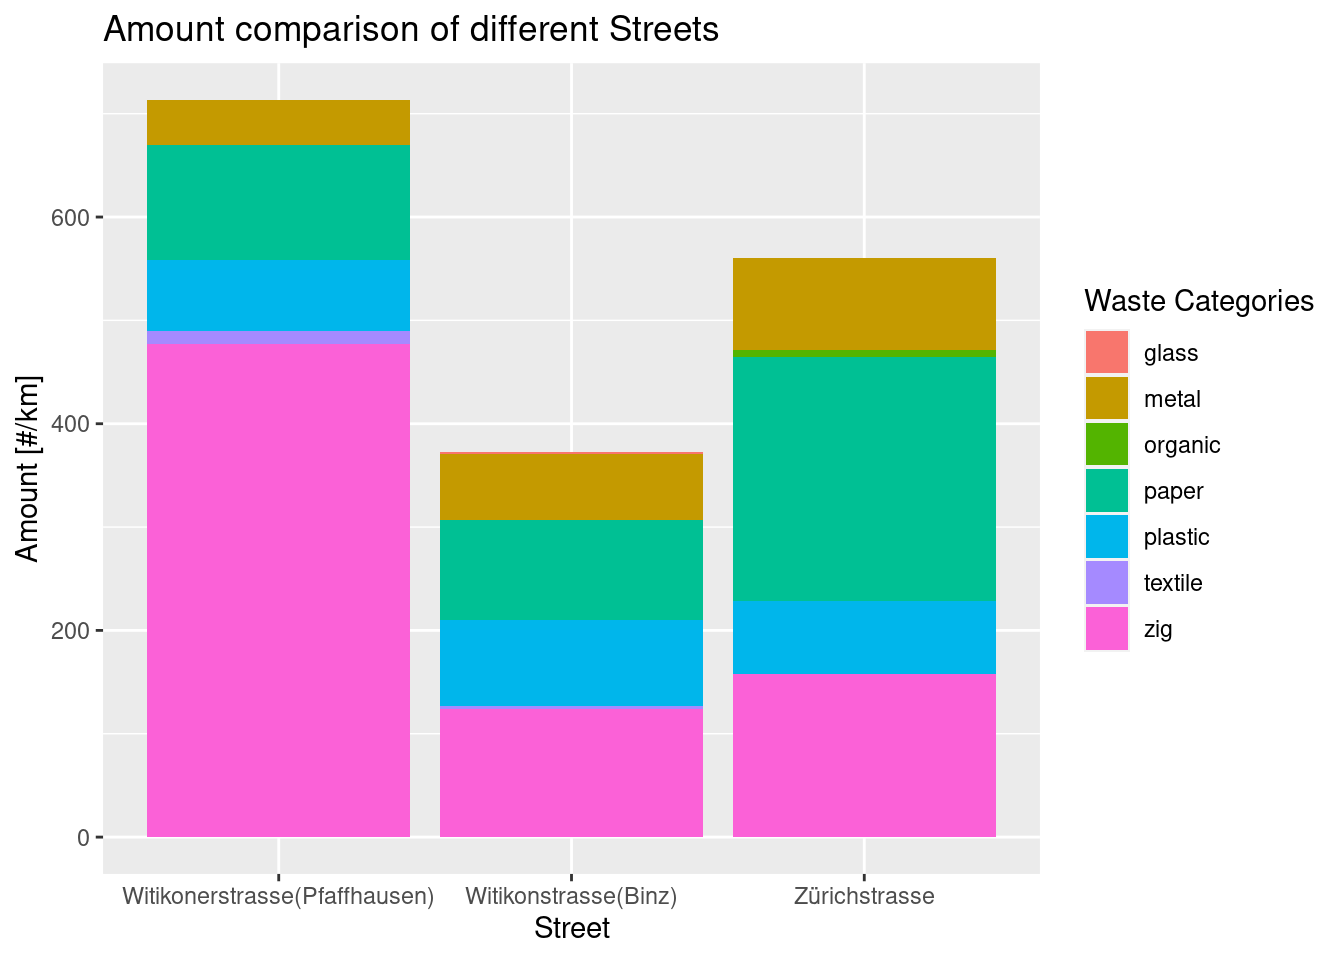 Amount comparison of different Streets
Amount [#/km]
600
400
200
0
Witikonerstrasse(Pfaffhausen)
Witikonstrasse(Binz)
Zürichstrasse
Street
Waste Categories
glass
metal
organic
paper
plastic
textile
zig